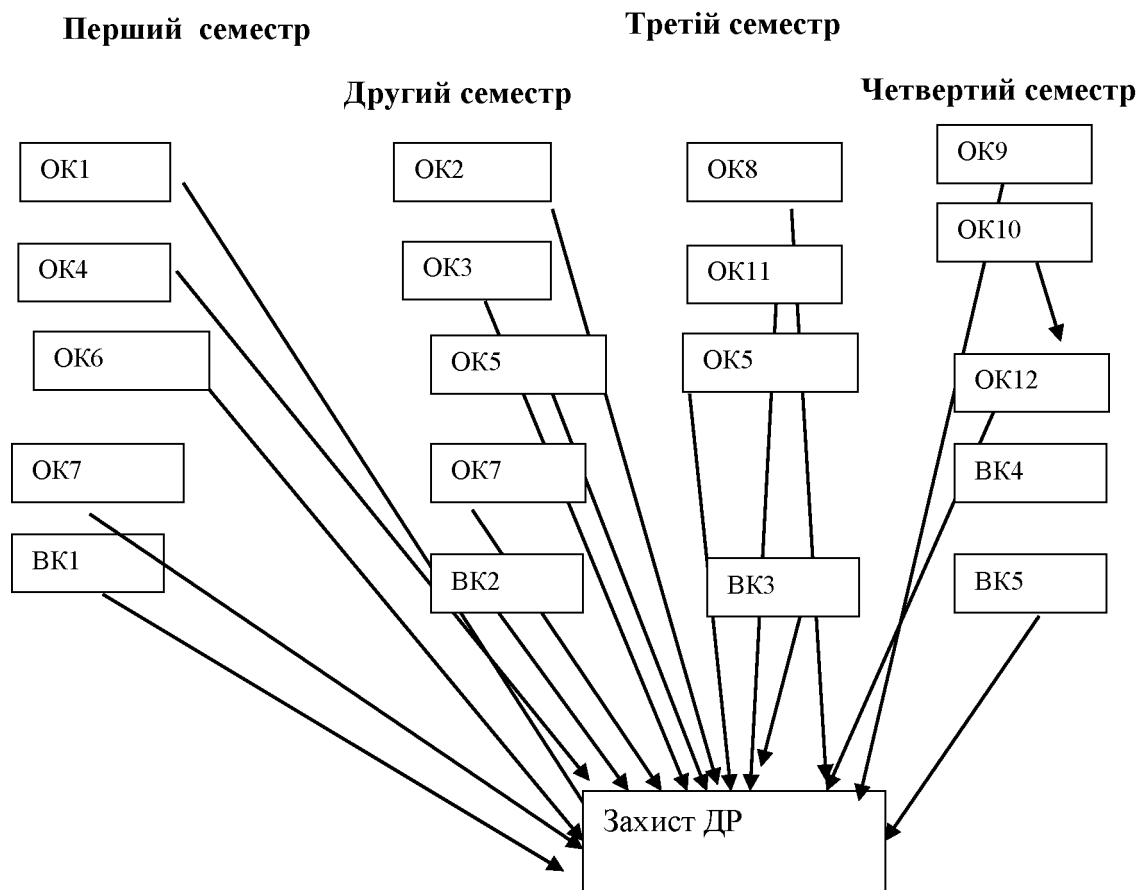 Перший семестр
Третій семестр
Другий семестр
Четвертий семестр
ОК1
ОК2
ОК8
ОК9
ОК10
ОК4
ОК3
ОК11
ОК6
ОК5
ОК5
ОК12
ОК7
ОК7
ВК4
ВК1
ВК2
ВК3
ВК5
Захист ДР